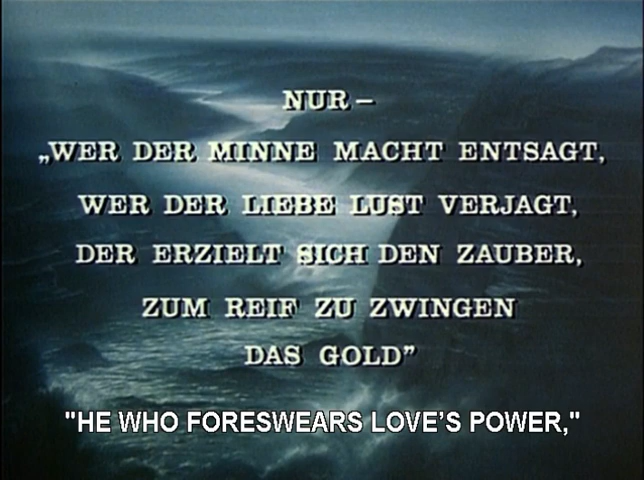 NUR –
„WER DER MINNE MACHT ENTSAGT,
WER DER LIEBE LUST VERJAGT,
DER ERZIELT SICH DEN ZAUBER,
ZUM REIF ZU ZWINGEN
DAS GOLD”
"HE WHO FORESWEARS LOVE’S POWER,"